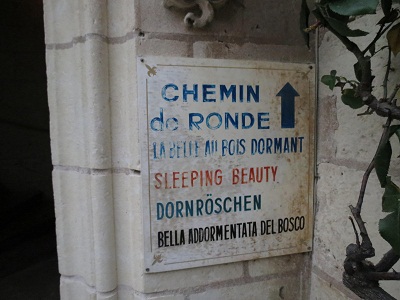 CHEMIN
de RONDE
LA BELLE AU BOIS DORMANT
SLEEPING BEAUTY
DORNRÖSCHEN
BELLA ADDORMENTATA DEL BOSCO